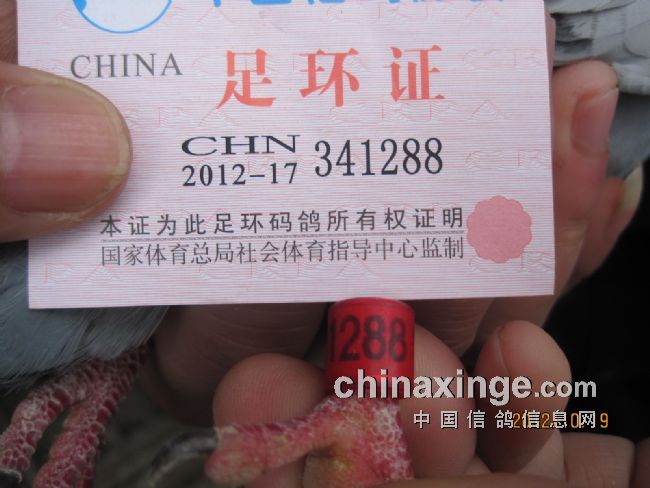 CHINA
足环证
CHN
2012-17 341288
本证为此足环码鸽所有权证明
国家体育总局社会体育指导中心监制
1288
chinaxinge.com
中国信鸽信息网